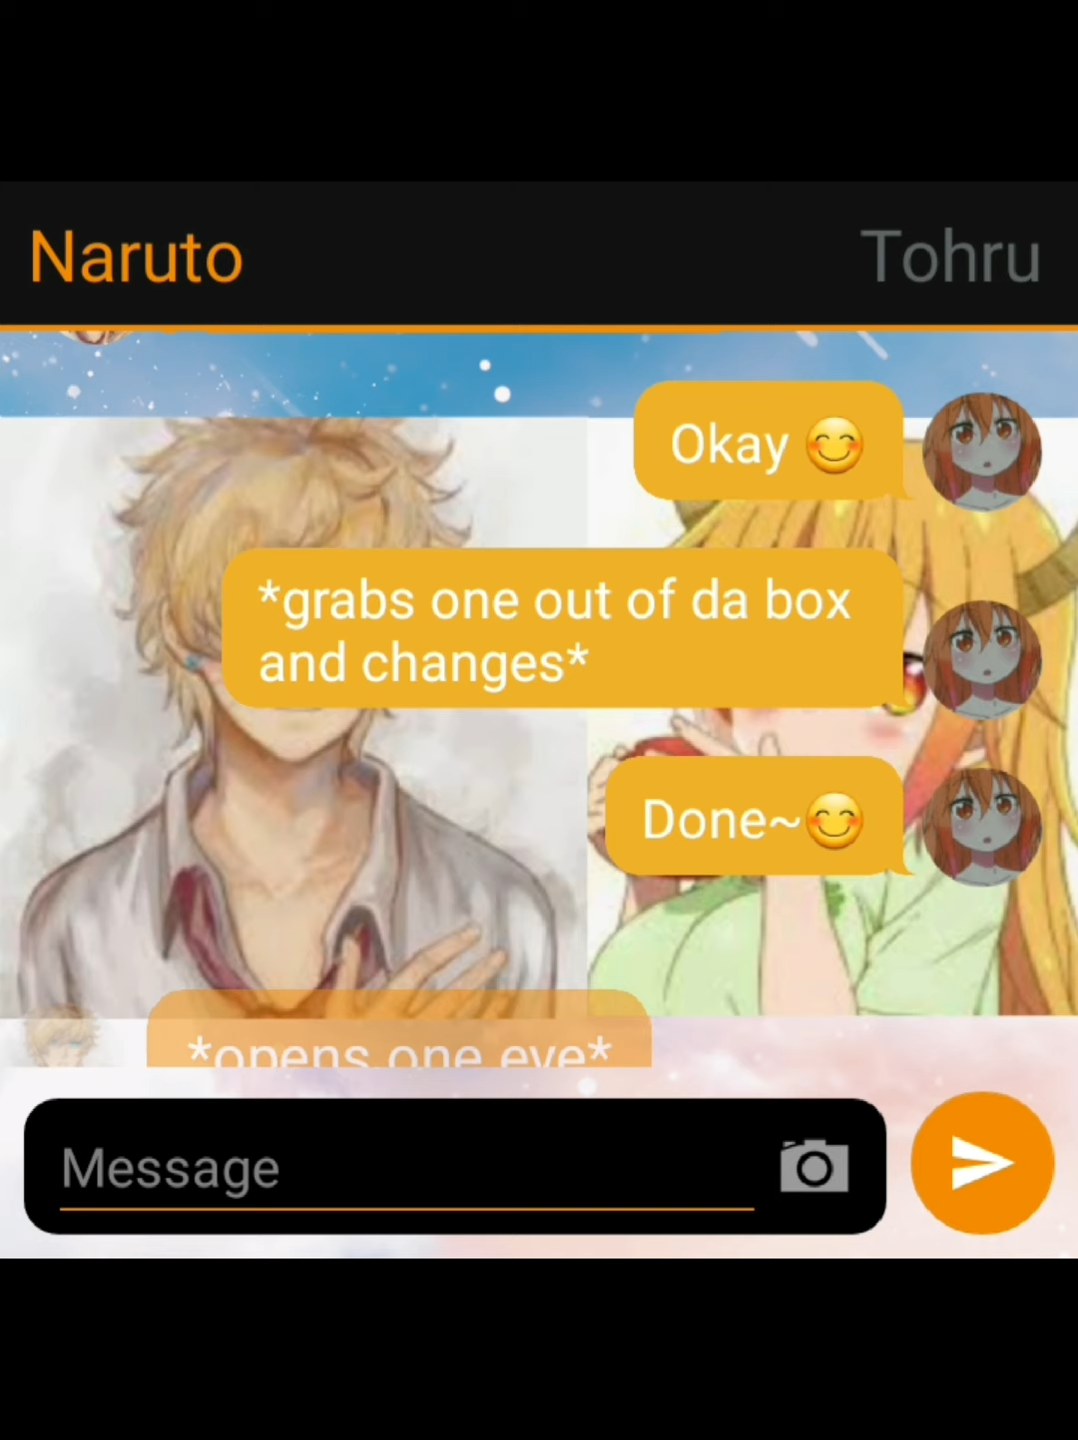 Naruto
Tohru
Okay 😊
*grabs one out of da box
and changes*
Done~😊
*opens one eye*
Message